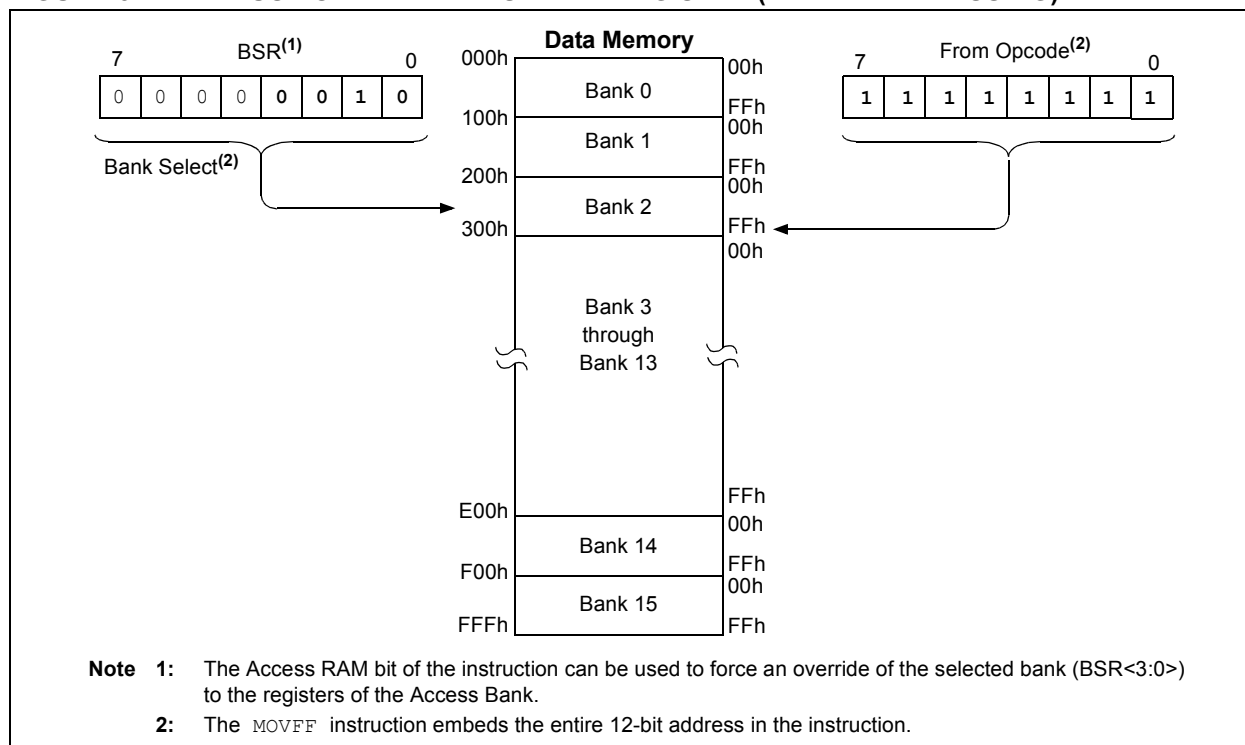 Data Memory
7 BSR(1) 0
0 0 0 0 0 0 1 0
Bank Select(2)
From Opcode(2)
7 0
1 1 1 1 1 1 1 1
000h Bank 0 00h
FFh
100h Bank 1 00h
FFh
200h Bank 2 00h
FFh
300h 00h
Bank 3
through
Bank 13
FFh
E00h 00h
Bank 14
FFh
F00h 00h
Bank 15
FFFh FFh
Note 1: The Access RAM bit of the instruction can be used to force an override of the selected bank (BSR<3:0>)
to the registers of the Access Bank.
2: The MOVFF instruction embeds the entire 12-bit address in the instruction.